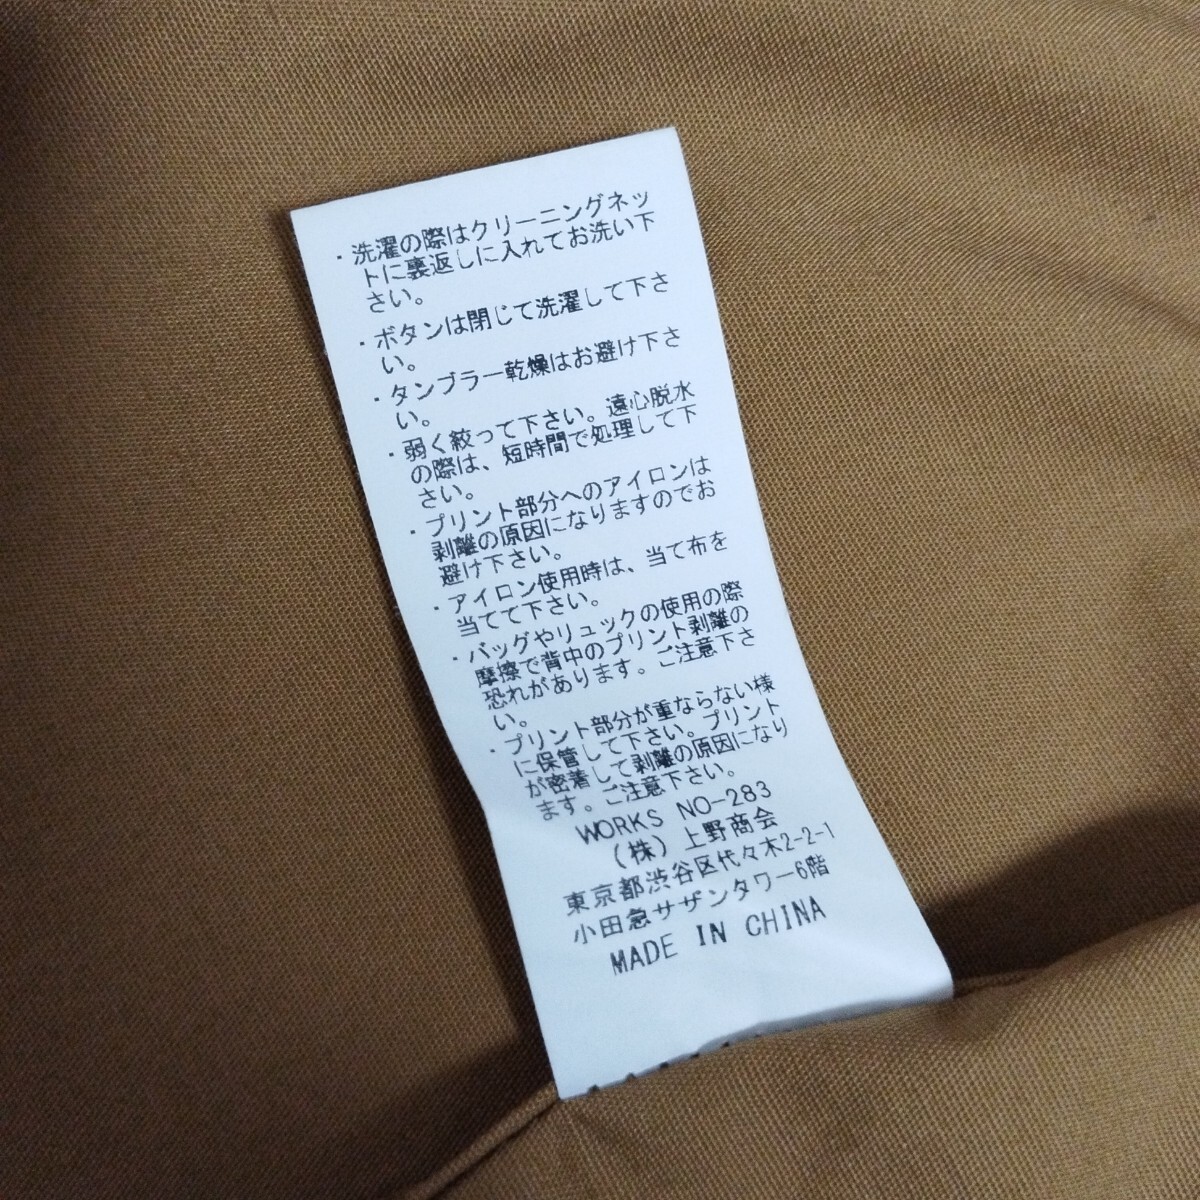 ・洗濯の際はクリーニングネッ
トに裏返しに入れてお洗い下
さい。
・ボタンは閉じて洗濯して下さ
い。
・タンブラー乾燥はお避け下さ
い。
・弱く絞って下さい。遠心脱水
の際は、短時間で処理して下
さい。
・プリント部分へのアイロンは
剥離の原因になりますのでお
避け下さい。
・アイロン使用時は、当て布を
当てて下さい。
・バッグやリュックの使用の際
摩擦で背中のプリント剥離の
恐れがあります。ご注意下さ
い。
・プリント部分が重ならない様
に保管して下さい。プリント
が密着して剥離の原因になり
ます。ご注意下さい。
WORKS NO-283
(株)上野商会
東京都渋谷区代々木2-2-1
小田急サザンタワー6階
MADE IN CHINA